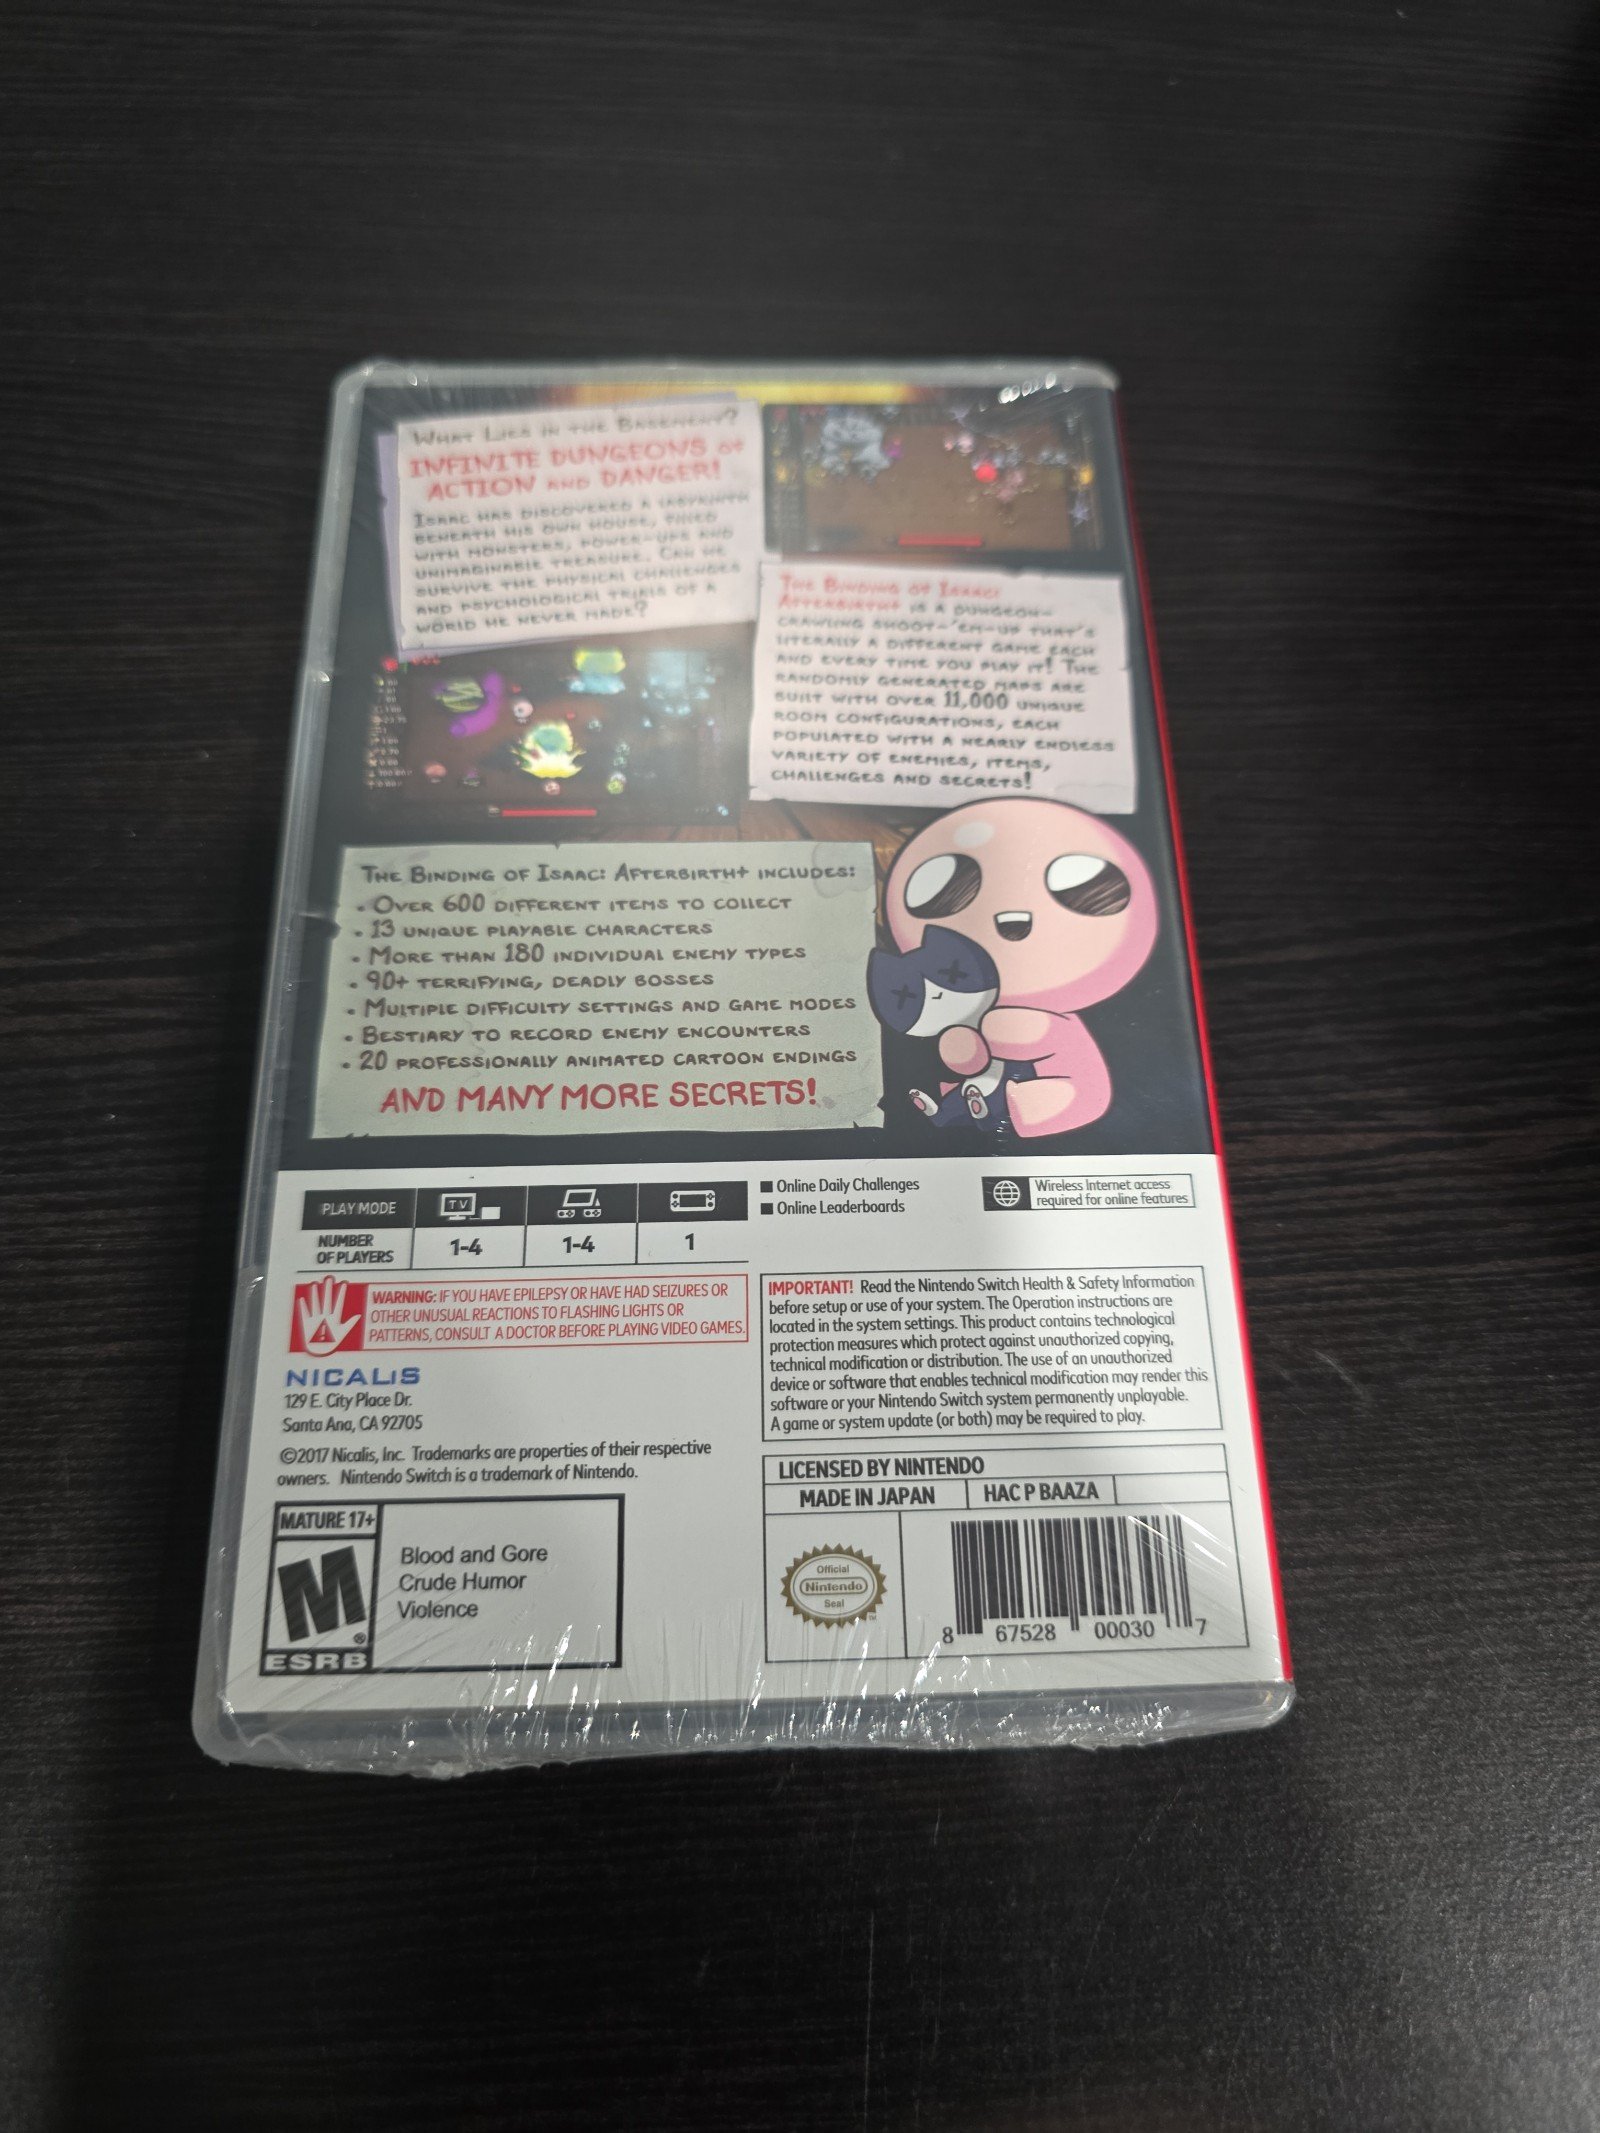 WHAT LIES IN THE BASEMENT?
INFINITE DUNGEONS OF
ACTION AND DANGER!
ISAAC HAS DISCOVERED A LABYRINTH
BENEATH HIS OWN HOUSE, FILLED
WITH MONSTERS, POWER-UPS AND
UNIMAGINABLE TREASURE. CAN HE
SURVIVE THE PHYSICAL CHALLENGES
AND PSYCHOLOGICAL TRIALS OF A
WORLD HE NEVER MADE?
THE BINDING OF ISAAC:
AFTERBIRTH+ IS A DUNGEON-
CRAWLING SHOOT-'EM-UP THAT'S
LITERALLY A DIFFERENT GAME EACH
AND EVERY TIME YOU PLAY IT! THE
RANDOMLY GENERATED MAPS ARE
BUILT WITH OVER 11,000 UNIQUE
ROOM CONFIGURATIONS, EACH
POPULATED WITH A NEARLY ENDLESS
VARIETY OF ENEMIES, ITEMS,
CHALLENGES AND SECRETS!
THE BINDING OF ISAAC: AFTERBIRTH+ INCLUDES:
• OVER 600 DIFFERENT ITEMS TO COLLECT
• 13 UNIQUE PLAYABLE CHARACTERS
• MORE THAN 180 INDIVIDUAL ENEMY TYPES
• 90+ TERRIFYING, DEADLY BOSSES
• MULTIPLE DIFFICULTY SETTINGS AND GAME MODES
• BESTIARY TO RECORD ENEMY ENCOUNTERS
• 20 PROFESSIONALLY ANIMATED CARTOON ENDINGS
AND MANY MORE SECRETS!
PLAY MODE TV
NUMBER
OF PLAYERS
1-4 1-4 1
■ Online Daily Challenges
■ Online Leaderboards
Wireless Internet access
required for online features
WARNING: IF YOU HAVE EPILEPSY OR HAVE HAD SEIZURES OR
OTHER UNUSUAL REACTIONS TO FLASHING LIGHTS OR
PATTERNS, CONSULT A DOCTOR BEFORE PLAYING VIDEO GAMES.
NICALiS
129 E. City Place Dr.
Santa Ana, CA 92705
©2017 Nicalis, Inc. Trademarks are properties of their respective
owners. Nintendo Switch is a trademark of Nintendo.
IMPORTANT! Read the Nintendo Switch Health & Safety Information
before setup or use of your system. The Operation instructions are
located in the system settings. This product contains technological
protection measures which protect against unauthorized copying,
technical modification or distribution. The use of an unauthorized
device or software that enables technical modification may render this
software or your Nintendo Switch system permanently unplayable.
A game or system update (or both) may be required to play.
LICENSED BY NINTENDO
MADE IN JAPAN HAC P BAAZA
MATURE 17+
M®
ESRB
Blood and Gore
Crude Humor
Violence
Official
Nintendo
Seal
TM
8 67528 00030 7